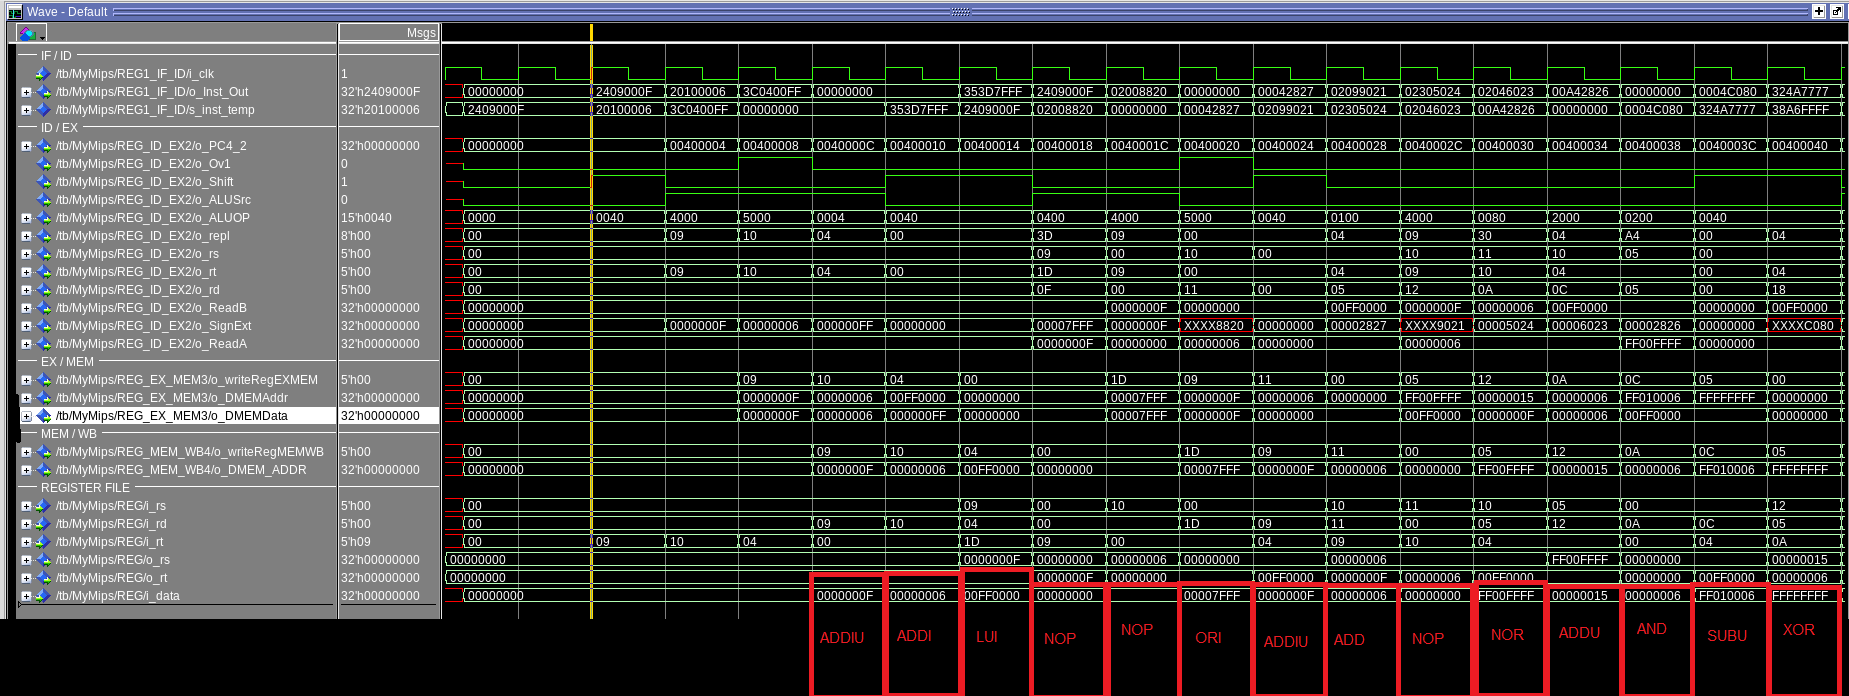 Wave - Default
Msgs
IF / ID
/tb/MyMips/REG1_IF_ID/i_clk 1
/tb/MyMips/REG1_IF_ID/o_Inst_Out 32'h2409000F 00000000 2409000F 20100006 3C0400FF 00000000 353D7FFF 2409000F 02008820 00000000 00042827 02099021 02305024 02046023 00A42826 00000000 0004C080 324A7777
/tb/MyMips/REG1_IF_ID/s_inst_temp 32'h20100006 2409000F 20100006 3C0400FF 00000000 353D7FFF 2409000F 02008820 00000000 00042827 02099021 02305024 02046023 00A42826 00000000 0004C080 324A7777 38A6FFFF
ID / EX
/tb/MyMips/REG_ID_EX2/o_PC4_2 32'h00000000 00000000 00400004 00400008 0040000C 00400010 00400014 00400018 0040001C 00400020 00400024 00400028 0040002C 00400030 00400034 00400038 0040003C 00400040
/tb/MyMips/REG_ID_EX2/o_Ov1 0
/tb/MyMips/REG_ID_EX2/o_Shift 1
/tb/MyMips/REG_ID_EX2/o_ALUSrc 0
/tb/MyMips/REG_ID_EX2/o_ALUOP 15'h0040 0000 0040 4000 5000 0004 0040 0400 4000 5000 0040 0100 4000 0080 2000 0200 0040
/tb/MyMips/REG_ID_EX2/o_repl 8'h00 00 09 10 04 00 3D 09 00 04 09 30 04 A4 00 04
/tb/MyMips/REG_ID_EX2/o_rs 5'h00 00 09 00 10 00 10 11 10 05 00
/tb/MyMips/REG_ID_EX2/o_rt 5'h00 00 09 10 04 00 1D 09 00 04 09 10 04 00 04
/tb/MyMips/REG_ID_EX2/o_rd 5'h00 00 0F 00 11 00 05 12 0A 0C 05 00 18
/tb/MyMips/REG_ID_EX2/o_ReadB 32'h00000000 00000000 0000000F 00000000 00FF0000 0000000F 00000006 00FF0000 00000000 00FF0000
/tb/MyMips/REG_ID_EX2/o_SignExt 32'h00000000 00000000 0000000F 00000006 000000FF 00000000 00007FFF 0000000F XXXX8820 00000000 00002827 XXXX9021 00005024 00006023 00002826 00000000 XXXXC080
/tb/MyMips/REG_ID_EX2/o_ReadA 32'h00000000 00000000 0000000F 00000000 00000006 00000000 00000006 FF00FFFF 00000000
EX / MEM
/tb/MyMips/REG_EX_MEM3/o_writeRegEXMEM 5'h00 00 09 10 04 00 1D 09 11 00 05 12 0A 0C 05 00
/tb/MyMips/REG_EX_MEM3/o_DMEMAddr 32'h00000000 00000000 0000000F 00000006 00FF0000 00000000 00007FFF 0000000F 00000006 00000000 FF00FFFF 00000015 00000006 FF010006 FFFFFFFF 00000000
/tb/MyMips/REG_EX_MEM3/o_DMEMData 32'h00000000 00000000 0000000F 00000006 000000FF 00000000 00007FFF 0000000F 00000000 00FF0000 0000000F 00000006 00FF0000 00000000
MEM / WB
/tb/MyMips/REG_MEM_WB4/o_writeRegMEMWB 5'h00 00 09 10 04 00 1D 09 11 00 05 12 0A 0C 05
/tb/MyMips/REG_MEM_WB4/o_DMEM_ADDR 32'h00000000 00000000 0000000F 00000006 00FF0000 00000000 00007FFF 0000000F 00000006 00000000 FF00FFFF 00000015 00000006 FF010006 FFFFFFFF
REGISTER FILE
/tb/MyMips/REG/i_rs 5'h00 00 09 00 10 00 10 11 10 05 00 12
/tb/MyMips/REG/i_rd 5'h00 00 09 10 04 00 1D 09 11 00 05 12 0A 0C 05
/tb/MyMips/REG/i_rt 5'h09 00 09 10 04 00 1D 09 00 04 09 10 04 00 04 0A
/tb/MyMips/REG/o_rs 32'h00000000 00000000 0000000F 00000000 00000006 00000000 00000006 FF00FFFF 00000000 00000015
/tb/MyMips/REG/o_rt 32'h00000000 00000000 0000000F 00000000 00FF0000 0000000F 00000006 00FF0000 00000000 00FF0000 00000006
/tb/MyMips/REG/i_data 32'h00000000 00000000 0000000F 00000006 00FF0000 00000000 00007FFF 0000000F 00000006 00000000 FF00FFFF 00000015 00000006 FF010006 FFFFFFFF
ADDIU ADDI LUI NOP NOP ORI ADDIU ADD NOP NOR ADDU AND SUBU XOR